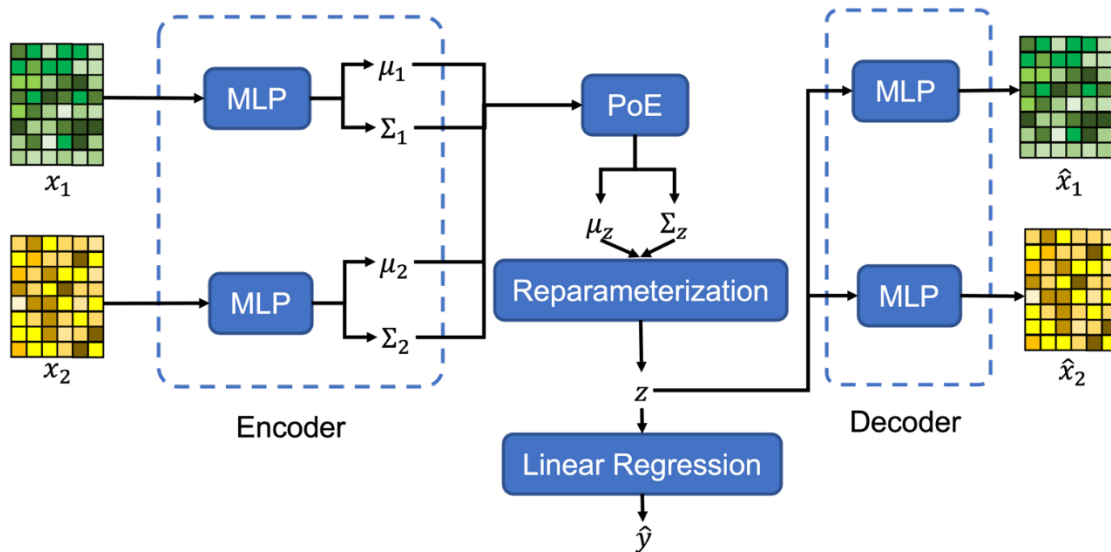 x₁
MLP
μ₁
Σ₁
x₂
MLP
μ₂
Σ₂
Encoder
PoE
μ_z
Σ_z
Reparameterization
z
Linear Regression
ŷ
MLP
x̂₁
MLP
x̂₂
Decoder